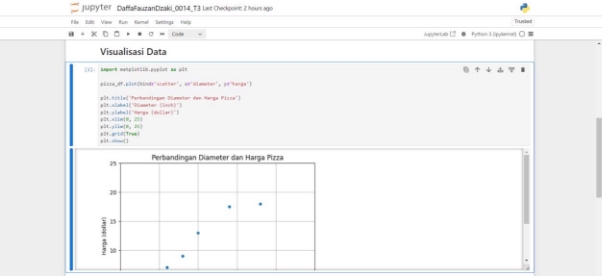 jupyter DaffaFauzanDzaki_0014_T3 Last Checkpoint: 2 hours ago
File Edit View Run Kernel Settings Help Trusted
Code JupyterLab Python 3 (ipykernel)
Visualisasi Data
import matplotlib.pyplot as plt
pizza_df.plot(kind='scatter', x='diameter', y='harga')
plt.title('Perbandingan Diameter dan Harga Pizza')
plt.xlabel('Diameter (inch)')
plt.ylabel('Harga (dollar)')
plt.xlim(0, 25)
plt.ylim(0, 25)
plt.grid(True)
plt.show()
Perbandingan Diameter dan Harga Pizza
25
20
15
10
Harga (dollar)